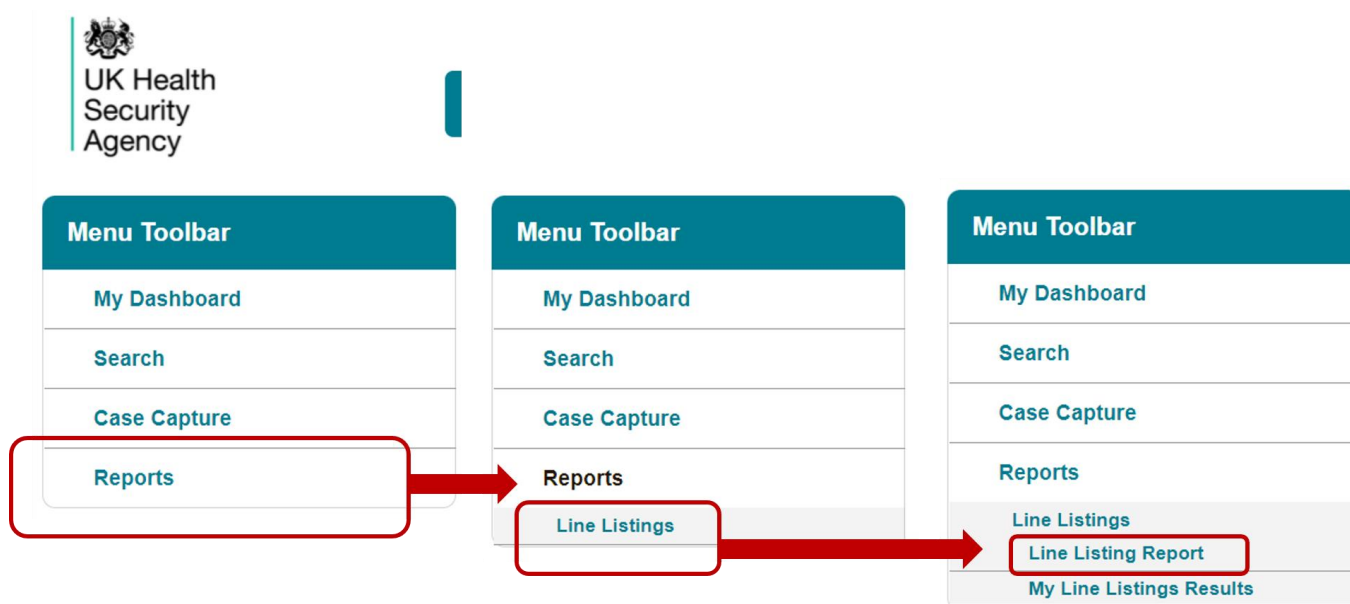 UK Health
Security
Agency
Menu Toolbar
My Dashboard
Search
Case Capture
Reports
Menu Toolbar
My Dashboard
Search
Case Capture
Reports
Line Listings
Menu Toolbar
My Dashboard
Search
Case Capture
Reports
Line Listings
Line Listing Report
My Line Listings Results